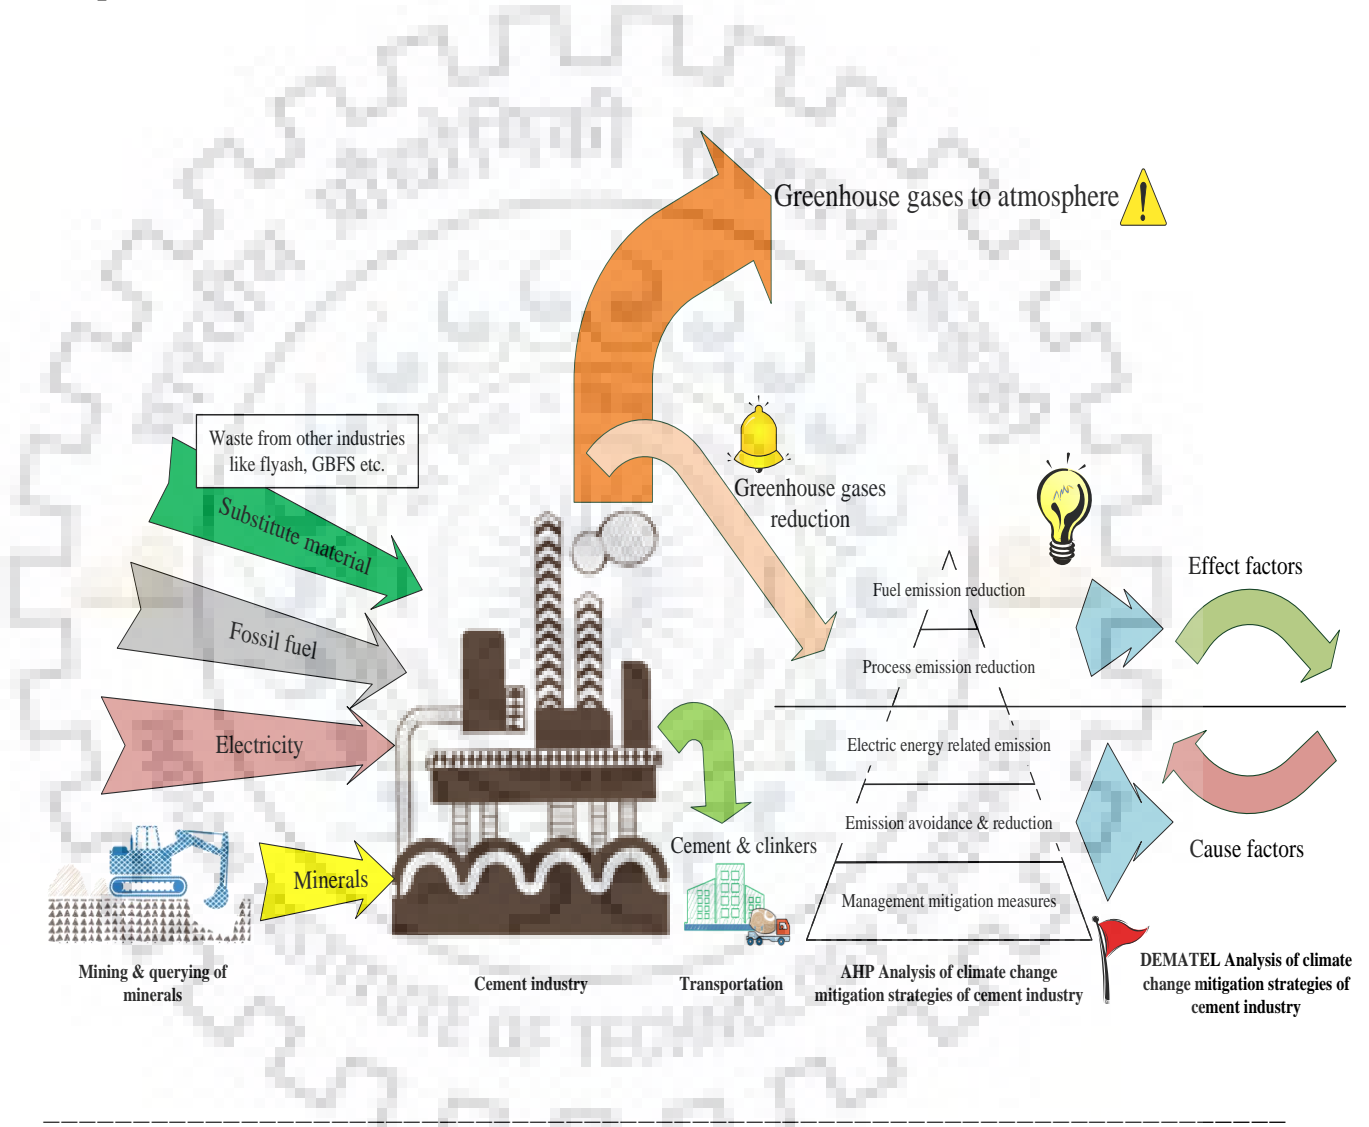 Greenhouse gases to atmosphere
Waste from other industries
like flyash, GBFS etc.
Substitute material
Fossil fuel
Electricity
Minerals
Greenhouse gases
reduction
Cement & clinkers
Fuel emission reduction
Process emission reduction
Electric energy related emission
Emission avoidance & reduction
Management mitigation measures
Effect factors
Cause factors
Mining & querying of
minerals
Cement industry
Transportation
AHP Analysis of climate change
mitigation strategies of cement industry
DEMATEL Analysis of climate
change mitigation strategies of
cement industry